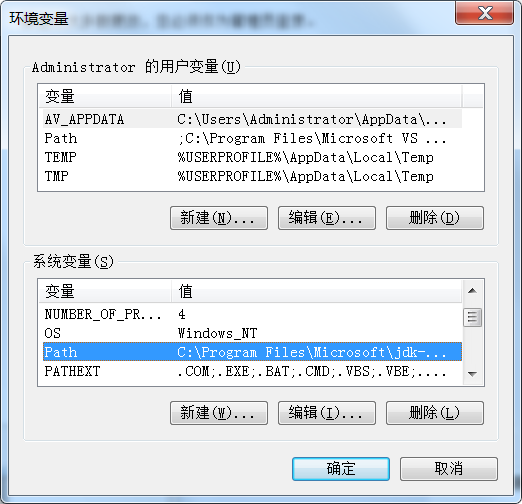 环境变量
Administrator 的用户变量(U)
变量 值
AV_APPDATA C:\Users\Administrator\AppData\...
Path ;C:\Program Files\Microsoft VS ...
TEMP %USERPROFILE%\AppData\Local\Temp
TMP %USERPROFILE%\AppData\Local\Temp
新建(N)... 编辑(E)... 删除(D)
系统变量(S)
变量 值
NUMBER_OF_PR... 4
OS Windows_NT
Path C:\Program Files\Microsoft\jdk-...
PATHEXT .COM;.EXE;.BAT;.CMD;.VBS;.VBE;....
新建(W)... 编辑(I)... 删除(L)
确定 取消